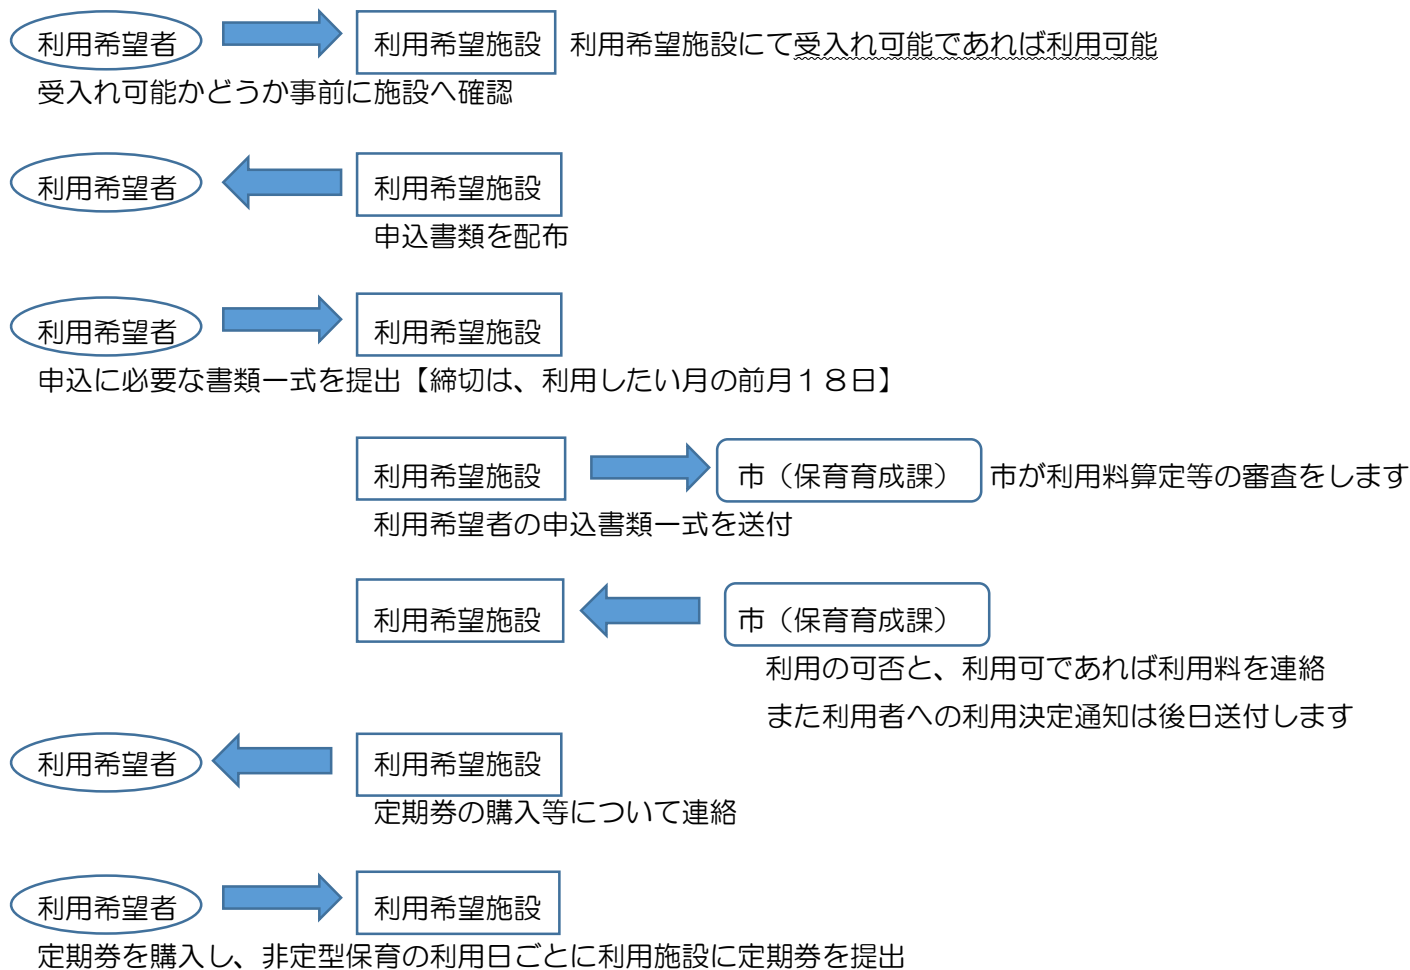 利用希望者 利用希望施設 利用希望施設にて受入れ可能であれば利用可能
受入れ可能かどうか事前に施設へ確認
利用希望者 利用希望施設
申込書類を配布
利用希望者 利用希望施設
申込に必要な書類一式を提出【締切は、利用したい月の前月１８日】
利用希望施設 市（保育育成課） 市が利用料算定等の審査をします
利用希望者の申込書類一式を送付
利用希望施設 市（保育育成課）
利用の可否と、利用可であれば利用料を連絡
また利用者への利用決定通知は後日送付します
利用希望者 利用希望施設
定期券の購入等について連絡
利用希望者 利用希望施設
定期券を購入し、非定型保育の利用日ごとに利用施設に定期券を提出